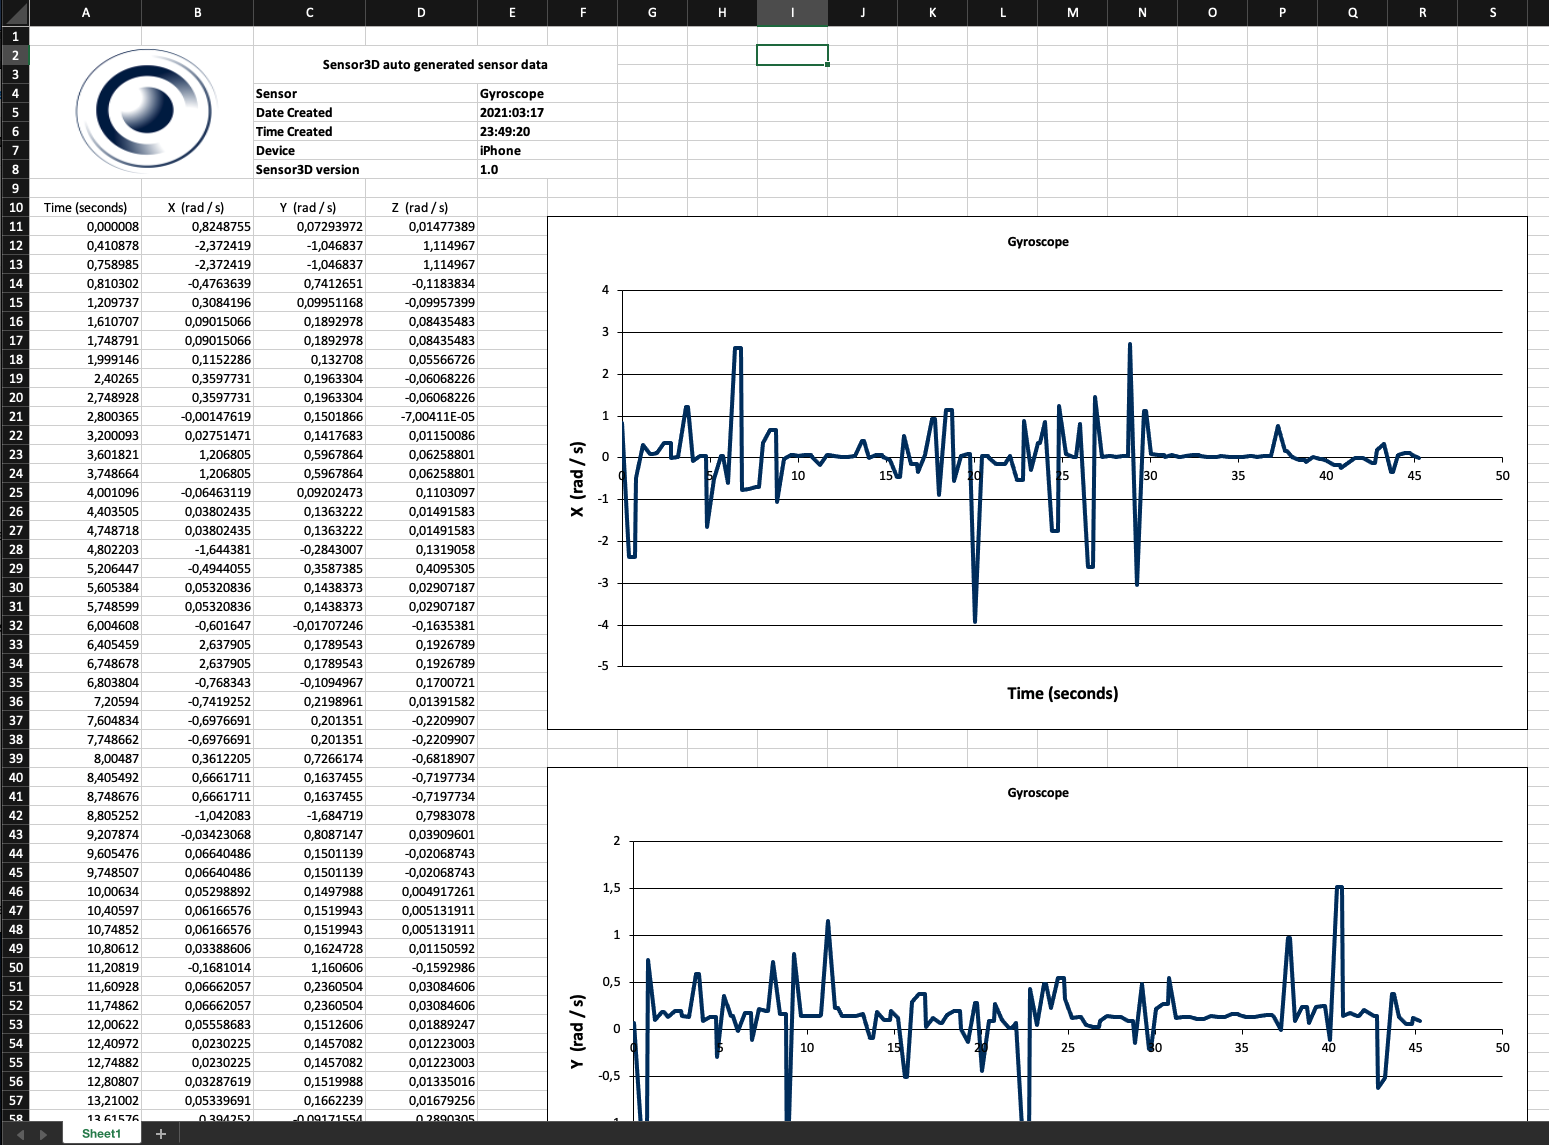 A B C D E F G H I J K L M N O P Q R S
1
2
3 Sensor3D auto generated sensor data
4 Sensor Gyroscope
5 Date Created 2021:03:17
6 Time Created 23:49:20
7 Device iPhone
8 Sensor3D version 1.0
9
10 Time (seconds) X (rad / s) Y (rad / s) Z (rad / s)
11 0,000008 0,8248755 0,07293972 0,01477389
12 0,410878 -2,372419 -1,046837 1,114967
13 0,758985 -2,372419 -1,046837 1,114967
14 0,810302 -0,4763639 0,7412651 -0,1183834
15 1,209737 0,3084196 0,09951168 -0,09957399
16 1,610707 0,09015066 0,1892978 0,08435483
17 1,748791 0,09015066 0,1892978 0,08435483
18 1,999146 0,1152286 0,132708 0,05566726
19 2,40265 0,3597731 0,1963304 -0,06068226
20 2,748928 0,3597731 0,1963304 -0,06068226
21 2,800365 -0,00147619 0,1501866 -7,00411E-05
22 3,200093 0,02751471 0,1417683 0,01150086
23 3,601821 1,206805 0,5967864 0,06258801
24 3,748664 1,206805 0,5967864 0,06258801
25 4,001096 -0,06463119 0,09202473 0,1103097
26 4,403505 0,03802435 0,1363222 0,01491583
27 4,748718 0,03802435 0,1363222 0,01491583
28 4,802203 -1,644381 -0,2843007 0,1319058
29 5,206447 -0,4944055 0,3587385 0,4095305
30 5,605384 0,05320836 0,1438373 0,02907187
31 5,748599 0,05320836 0,1438373 0,02907187
32 6,004608 -0,601647 -0,01707246 -0,1635381
33 6,405459 2,637905 0,1789543 0,1926789
34 6,748678 2,637905 0,1789543 0,1926789
35 6,803804 -0,768343 -0,1094967 0,1700721
36 7,20594 -0,7419252 0,2198961 0,01391582
37 7,604834 -0,6976691 0,201351 -0,2209907
38 7,748662 -0,6976691 0,201351 -0,2209907
39 8,00487 0,3612205 0,7266174 -0,6818907
40 8,405492 0,6661711 0,1637455 -0,7197734
41 8,748676 0,6661711 0,1637455 -0,7197734
42 8,805252 -1,042083 -1,684719 0,7983078
43 9,207874 -0,03423068 0,8087147 0,03909601
44 9,605476 0,06640486 0,1501139 -0,02068743
45 9,748507 0,06640486 0,1501139 -0,02068743
46 10,00634 0,05298892 0,1497988 0,004917261
47 10,40597 0,06166576 0,1519943 0,005131911
48 10,74852 0,06166576 0,1519943 0,005131911
49 10,80612 0,03388606 0,1624728 0,01150592
50 11,20819 -0,1681014 1,160606 -0,1592986
51 11,60928 0,06662057 0,2360504 0,03084606
52 11,74862 0,06662057 0,2360504 0,03084606
53 12,00622 0,05558683 0,1512606 0,01889247
54 12,40972 0,0230225 0,1457082 0,01223003
55 12,74882 0,0230225 0,1457082 0,01223003
56 12,80807 0,03287619 0,1519988 0,01335016
57 13,21002 0,05339691 0,1662239 0,01679256
58 13,61576 0,394252 -0,09171554 0,2890305
Gyroscope
4
3
2
1
0
-1
-2
-3
-4
-5
0 5 10 15 20 25 30 35 40 45 50
X (rad / s)
Time (seconds)
Gyroscope
2
1,5
1
0,5
0
-0,5
-1
0 5 10 15 20 25 30 35 40 45 50
Y (rad / s)
Sheet1 +